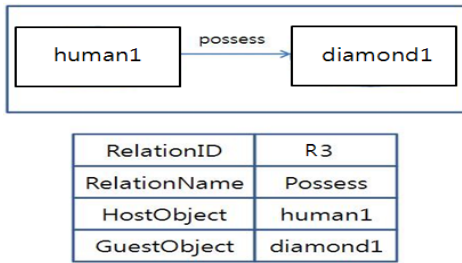 human1 possess diamond1
RelationID R3
RelationName Possess
HostObject human1
GuestObject diamond1